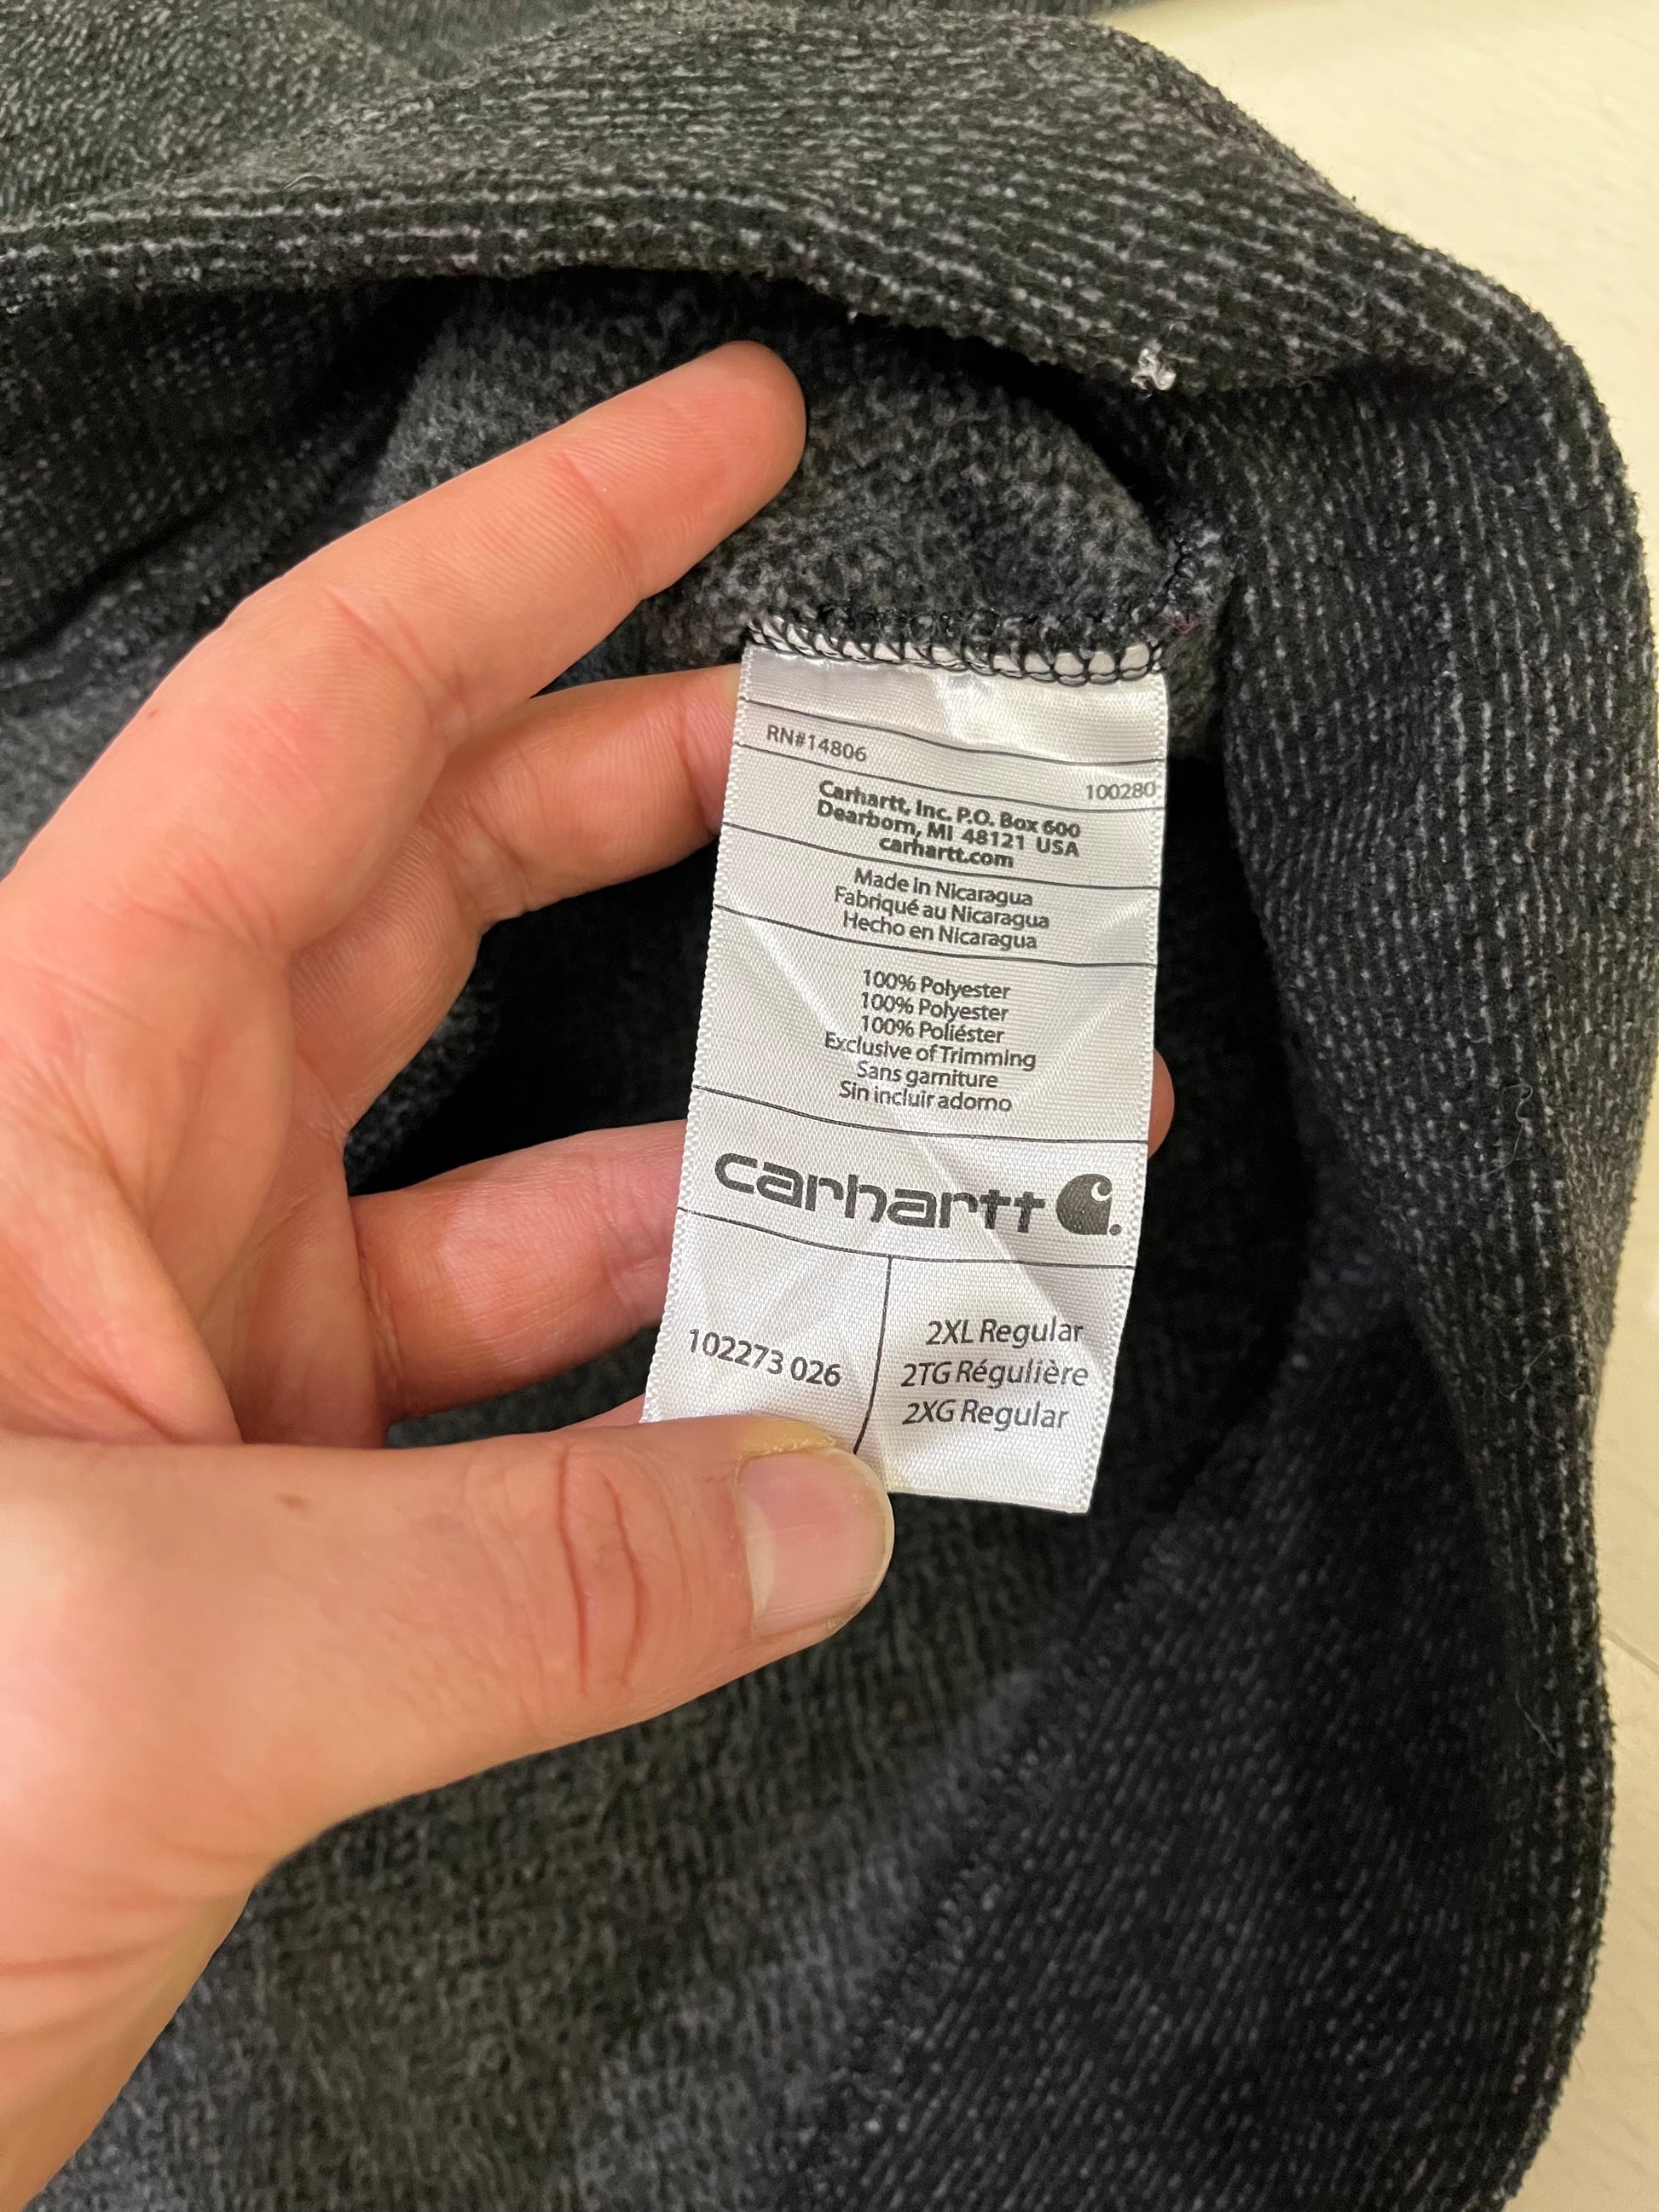 RN#14806
100280
Carhartt, Inc. P.O. Box 600
Dearborn, MI 48121 USA
carhartt.com
Made in Nicaragua
Fabriqué au Nicaragua
Hecho en Nicaragua
100% Polyester
100% Polyester
100% Poliéster
Exclusive of Trimming
Sans garniture
Sin incluir adorno
carhartt
102273 026
2XL Regular
2TG Régulière
2XG Regular